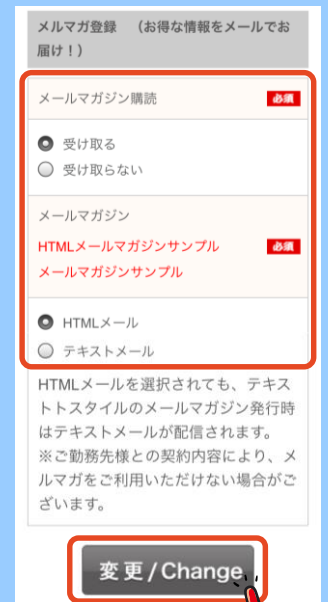 メルマガ登録　（お得な情報をメールでお
届け！）
メールマガジン購読 必須
受け取る
受け取らない
メールマガジン
HTMLメールマガジンサンプル 必須
メールマガジンサンプル
HTMLメール
テキストメール
HTMLメールを選択されても、テキス
トトスタイルのメールマガジン発行時
はテキストメールが配信されます。
※ご勤務先様との契約内容により、メ
ルマガをご利用いただけない場合がご
ざいます。
変更/Change